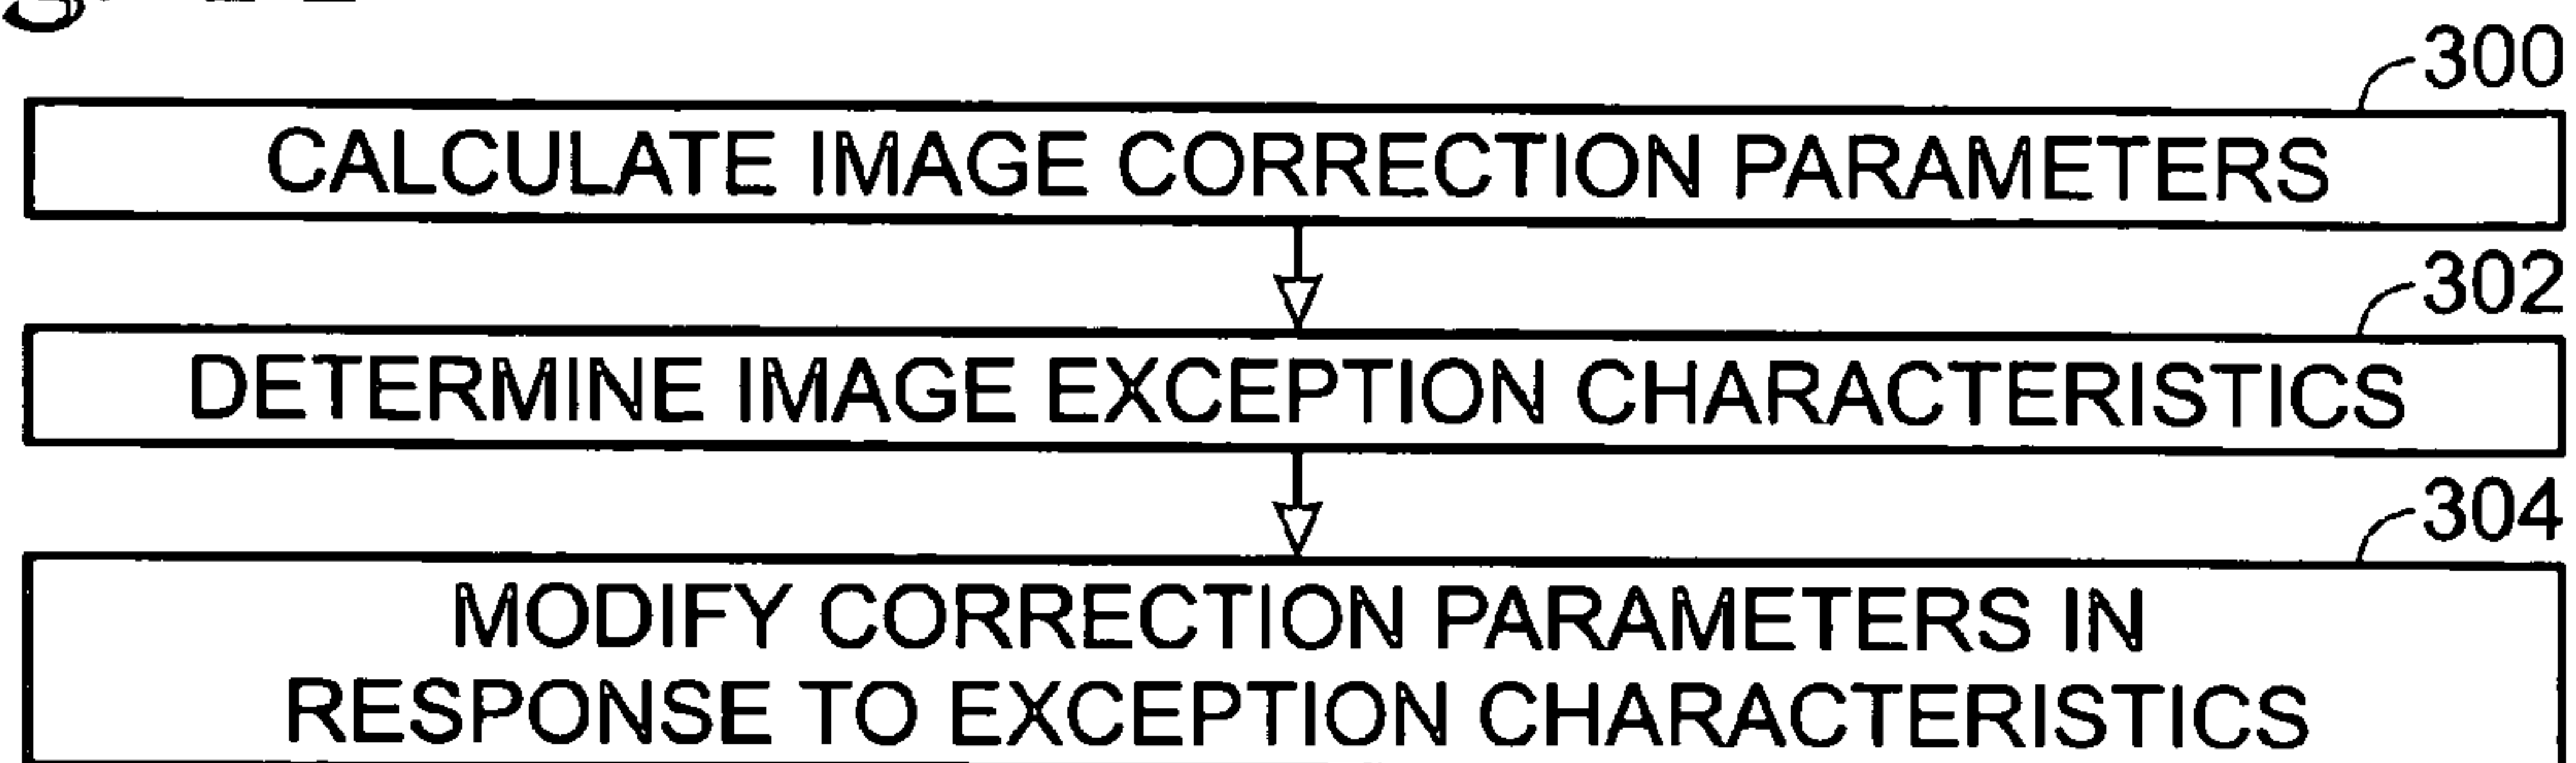 300
CALCULATE IMAGE CORRECTION PARAMETERS
302
DETERMINE IMAGE EXCEPTION CHARACTERISTICS
304
MODIFY CORRECTION PARAMETERS IN
RESPONSE TO EXCEPTION CHARACTERISTICS